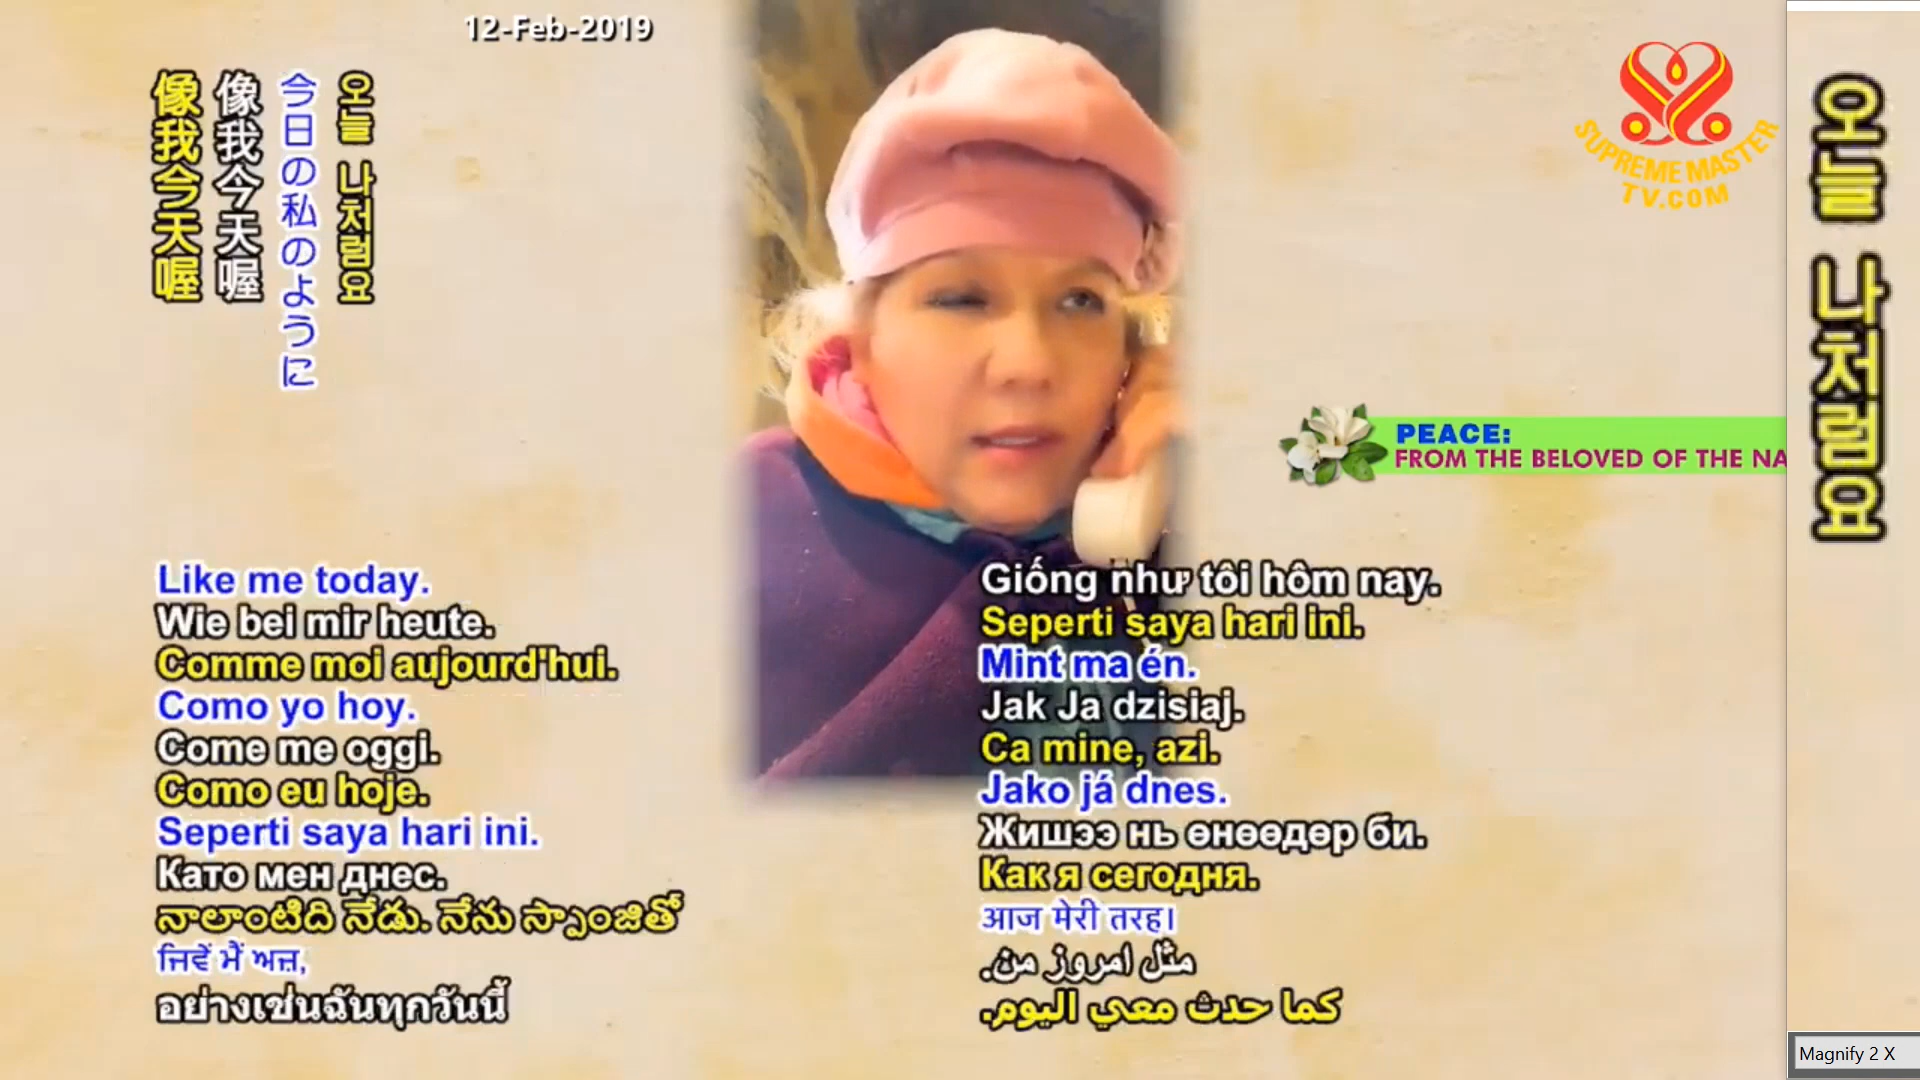 12-Feb-2019
오늘 나처럼요
今日の私のように
像我今天喔
像我今天喔
SUPREME MASTER
TV.COM
PEACE:
FROM THE BELOVED OF THE NA
Like me today.
Wie bei mir heute.
Comme moi aujourd'hui.
Como yo hoy.
Come me oggi.
Como eu hoje.
Seperti saya hari ini.
Като мен днес.
నాలాంటిది నేడు. నేను స్పాంజితో
ਜਿਵੇਂ ਮੈਂ ਅਜ਼,
อย่างเช่นฉันทุกวันนี้
Giống như tôi hôm nay.
Seperti saya hari ini.
Mint ma én.
Jak Ja dzisiaj.
Ca mine, azi.
Jako já dnes.
Жишээ нь өнөөдөр би.
Как я сегодня.
आज मेरी तरह।
مثل امروز من.
كما حدث معي اليوم.
오늘 나처럼요
Magnify 2 X